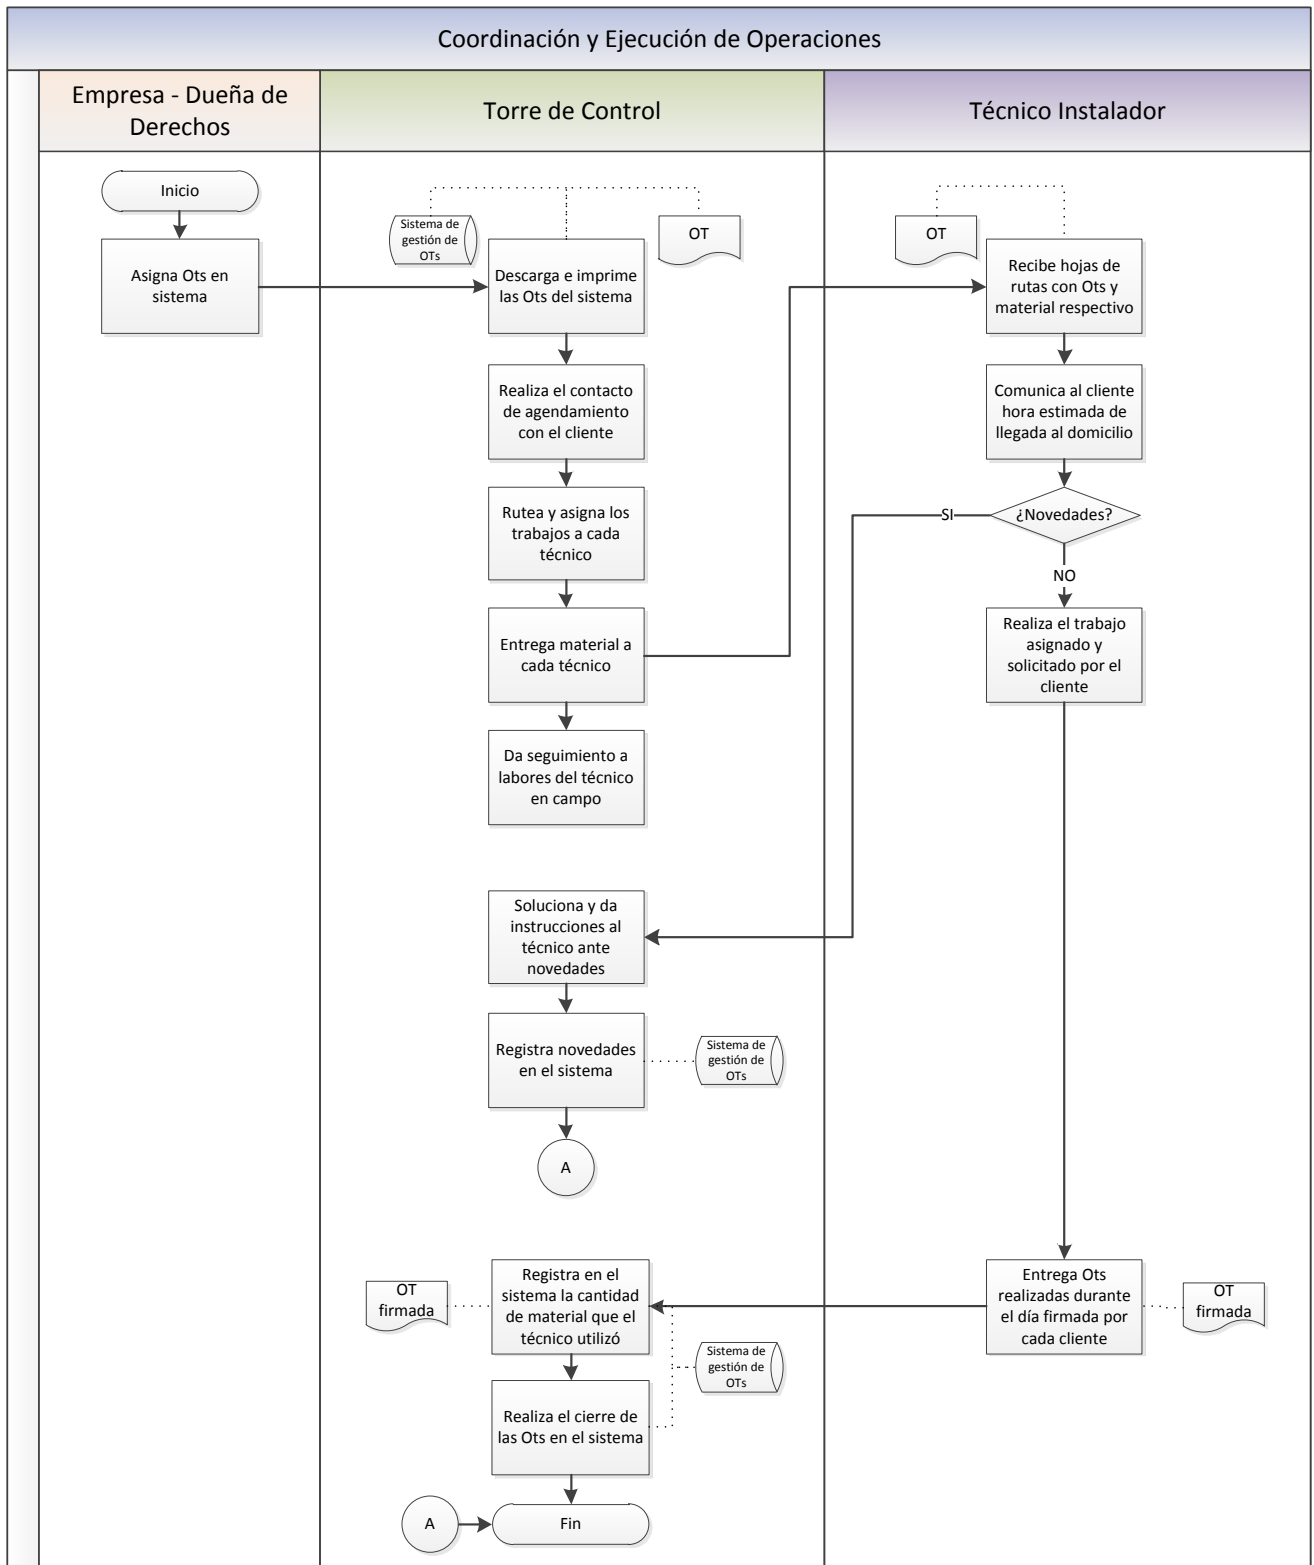 Coordinación y Ejecución de Operaciones
Empresa - Dueña de
Derechos
Torre de Control
Técnico Instalador
Inicio
Asigna Ots en
sistema
Sistema de
gestión de
OTs
OT
Descarga e imprime
las Ots del sistema
Realiza el contacto
de agendamiento
con el cliente
Rutea y asigna los
trabajos a cada
técnico
Entrega material a
cada técnico
Da seguimiento a
labores del técnico
en campo
OT
Recibe hojas de
rutas con Ots y
material respectivo
Comunica al cliente
hora estimada de
llegada al domicilio
¿Novedades?
SI
NO
Realiza el trabajo
asignado y
solicitado por el
cliente
Soluciona y da
instrucciones al
técnico ante
novedades
Registra novedades
en el sistema
Sistema de
gestión de
OTs
A
Entrega Ots
realizadas durante
el día firmada por
cada cliente
OT
firmada
OT
firmada
Registra en el
sistema la cantidad
de material que el
técnico utilizó
Sistema de
gestión de
OTs
Realiza el cierre de
las Ots en el sistema
A
Fin